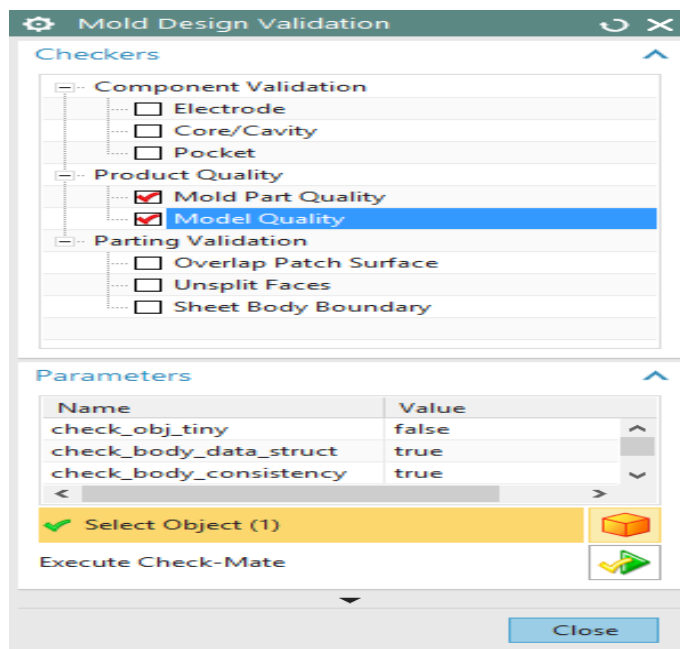 Mold Design Validation
Checkers
Component Validation
Electrode
Core/Cavity
Pocket
Product Quality
Mold Part Quality
Model Quality
Parting Validation
Overlap Patch Surface
Unsplit Faces
Sheet Body Boundary
Parameters
Name Value
check_obj_tiny false
check_body_data_struct true
check_body_consistency true
Select Object (1)
Execute Check-Mate
Close